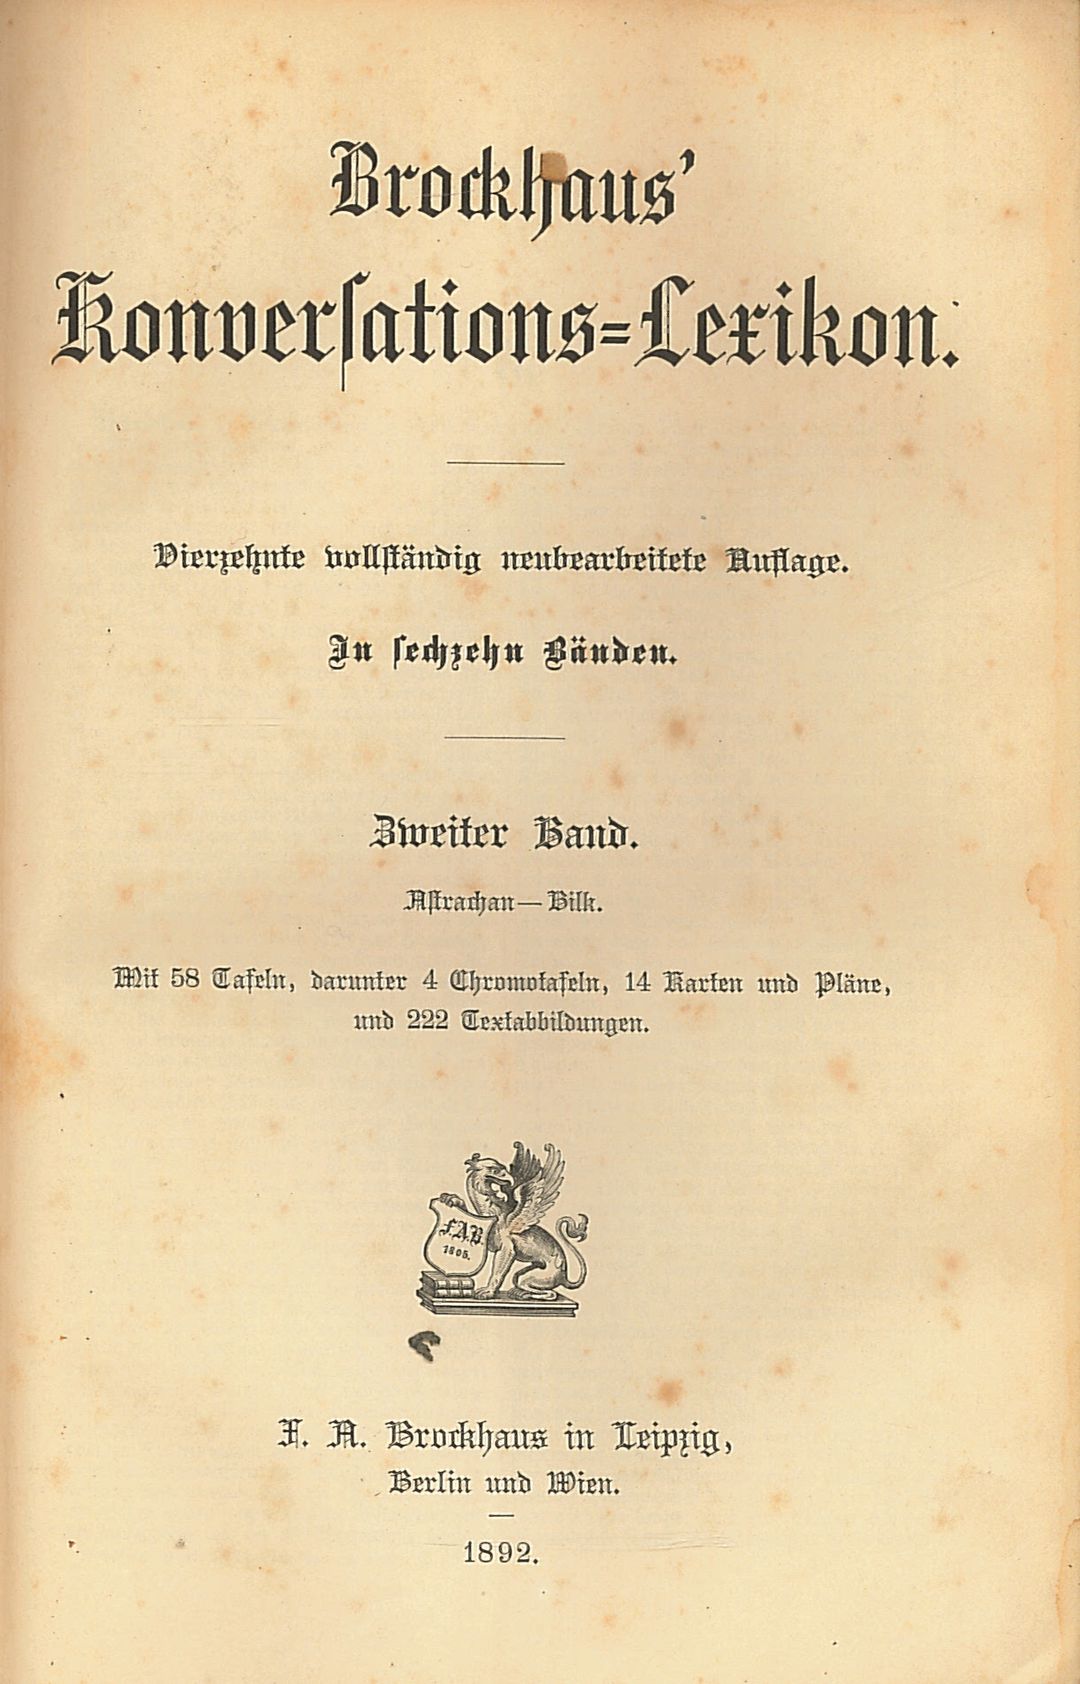 Brockhaus’
Konverſations=Lexikon.
Vierzehnte vollſtändig neubearbeitete Auflage.
In ſechzehn Bänden.
Zweiter Band.
Aſtrachan—Bilk.
Mit 58 Tafeln, darunter 4 Chromotafeln, 14 Karten und Pläne,
und 222 Textabbildungen.
F.A.B.
1805.
F. A. Brockhaus in Leipzig,
Berlin und Wien.
1892.